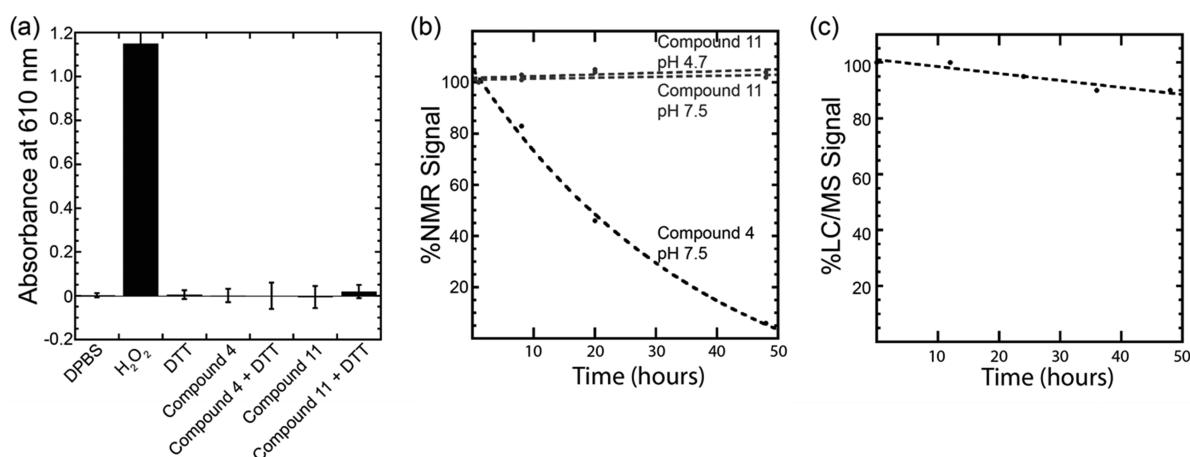 (a)
Absorbance at 610 nm
1.2
1.0
0.8
0.6
0.4
0.2
0
-0.2
DPBS
H₂O₂
DTT
Compound 4
Compound 4 + DTT
Compound 11
Compound 11 + DTT
(b)
%NMR Signal
100
80
60
40
20
Compound 11
pH 4.7
Compound 11
pH 7.5
Compound 4
pH 7.5
10
20
30
40
50
Time (hours)
(c)
%LC/MS Signal
100
80
60
40
20
10
20
30
40
50
Time (hours)